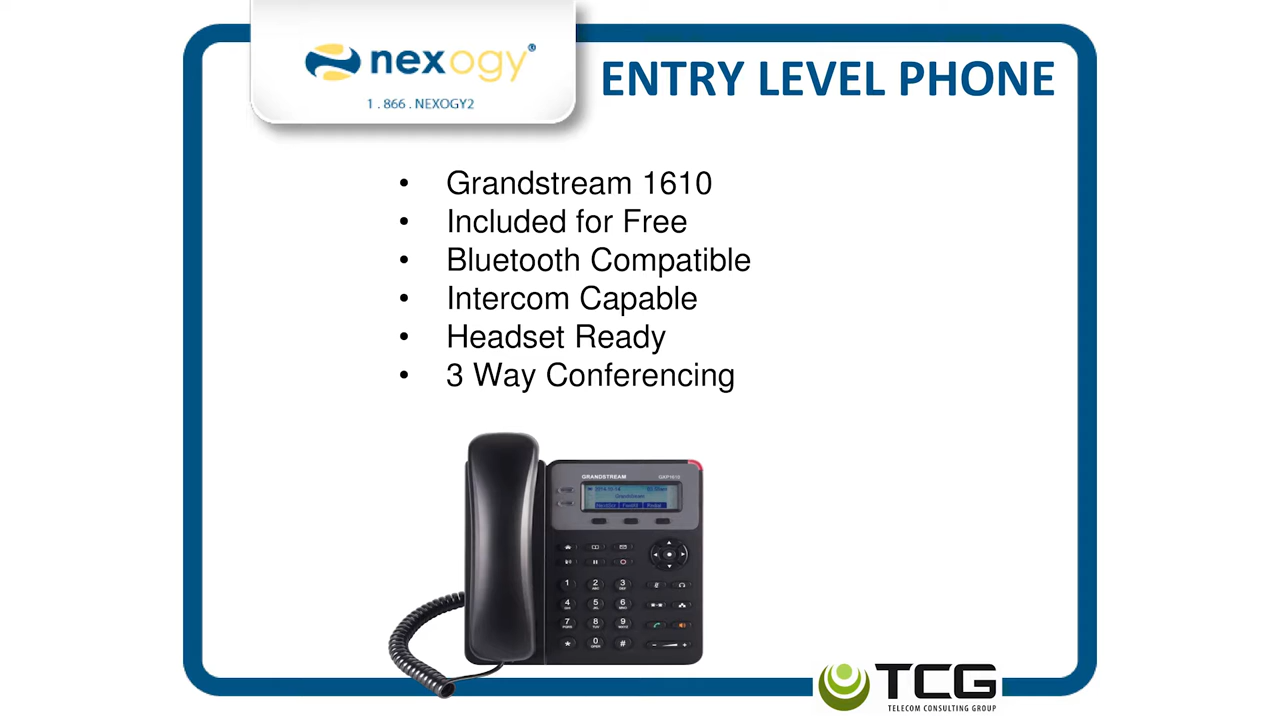 nexogy®
1 . 866 . NEXOGY2
ENTRY LEVEL PHONE
• Grandstream 1610
• Included for Free
• Bluetooth Compatible
• Intercom Capable
• Headset Ready
• 3 Way Conferencing
GRANDSTREAM
Grandstream
1 2 3
4 5 6
7 8 9
* 0 #
TCG
TELECOM CONSULTING GROUP